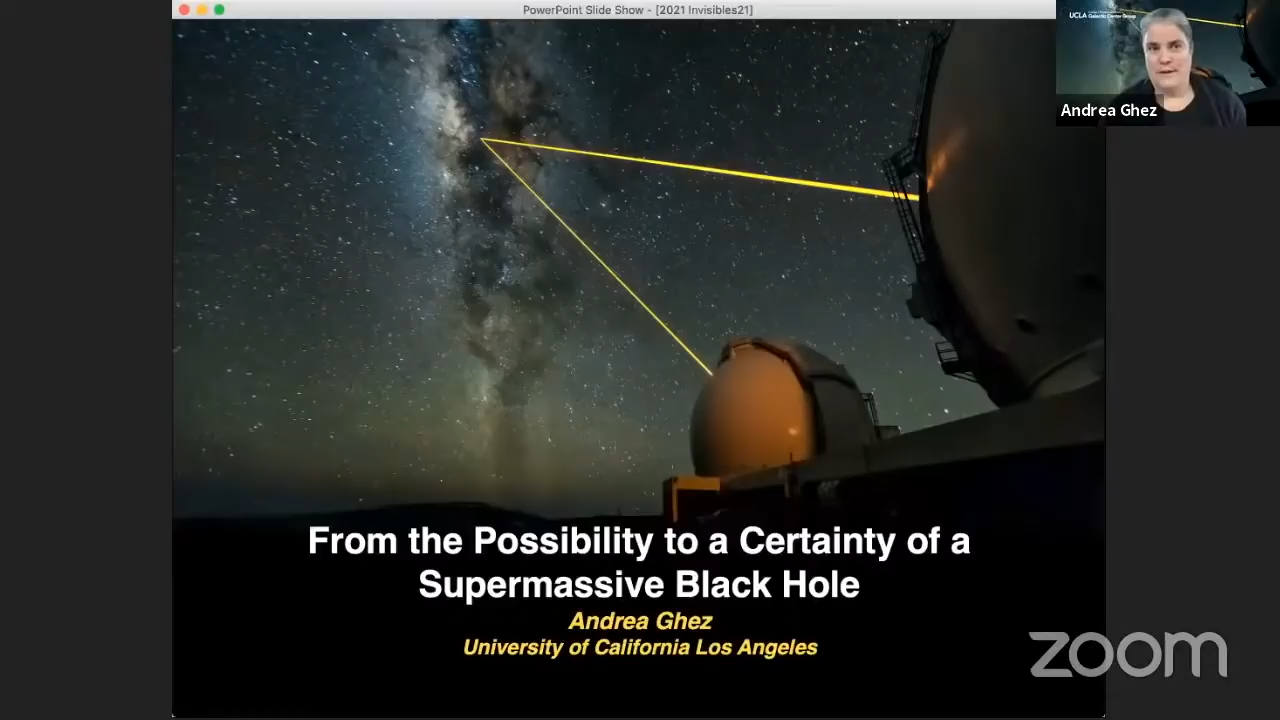 PowerPoint Slide Show - [2021 Invisibles21]
UCLA Galactic Center Group
Andrea Ghez
From the Possibility to a Certainty of a
Supermassive Black Hole
Andrea Ghez
University of California Los Angeles
zoom